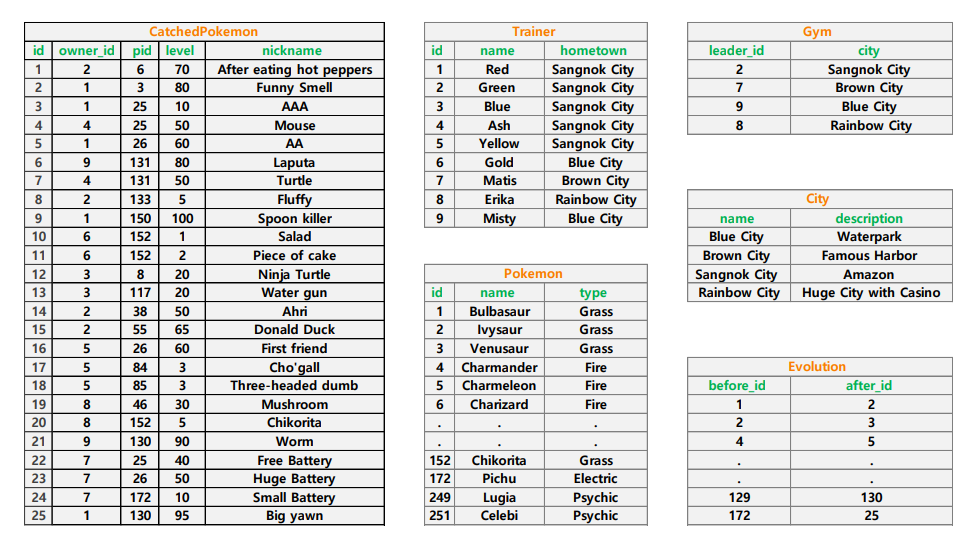 CatchedPokemon
id owner_id pid level nickname
1 2 6 70 After eating hot peppers
2 1 3 80 Funny Smell
3 1 25 10 AAA
4 4 25 50 Mouse
5 1 26 60 AA
6 9 131 80 Laputa
7 4 131 50 Turtle
8 2 133 5 Fluffy
9 1 150 100 Spoon killer
10 6 152 1 Salad
11 6 152 2 Piece of cake
12 3 8 20 Ninja Turtle
13 3 117 20 Water gun
14 2 38 50 Ahri
15 2 55 65 Donald Duck
16 5 26 60 First friend
17 5 84 3 Cho'gall
18 5 85 3 Three-headed dumb
19 8 46 30 Mushroom
20 8 152 5 Chikorita
21 9 130 90 Worm
22 7 25 40 Free Battery
23 7 26 50 Huge Battery
24 7 172 10 Small Battery
25 1 130 95 Big yawn
Trainer
id name hometown
1 Red Sangnok City
2 Green Sangnok City
3 Blue Sangnok City
4 Ash Sangnok City
5 Yellow Sangnok City
6 Gold Blue City
7 Matis Brown City
8 Erika Rainbow City
9 Misty Blue City
Pokemon
id name type
1 Bulbasaur Grass
2 Ivysaur Grass
3 Venusaur Grass
4 Charmander Fire
5 Charmeleon Fire
6 Charizard Fire
. . .
. . .
152 Chikorita Grass
172 Pichu Electric
249 Lugia Psychic
251 Celebi Psychic
Gym
leader_id city
2 Sangnok City
7 Brown City
9 Blue City
8 Rainbow City
City
name description
Blue City Waterpark
Brown City Famous Harbor
Sangnok City Amazon
Rainbow City Huge City with Casino
Evolution
before_id after_id
1 2
2 3
4 5
. .
. .
129 130
172 25